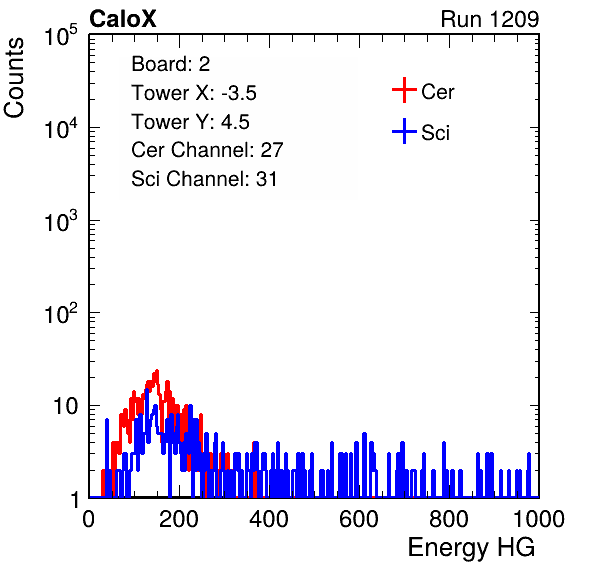 CaloX Run 1209
Counts
10^5
10^4
10^3
10^2
10
1
Board: 2
Tower X: -3.5
Tower Y: 4.5
Cer Channel: 27
Sci Channel: 31
Cer
Sci
0 200 400 600 800 1000
Energy HG